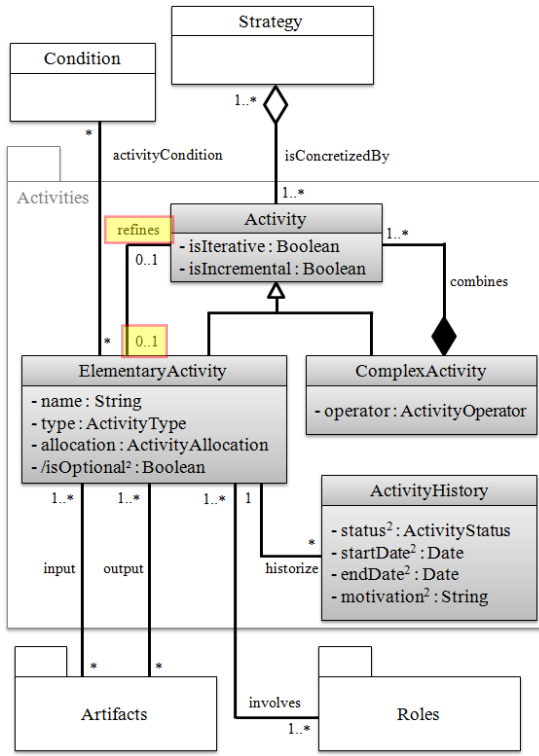 Strategy
Condition
1..*
*
activityCondition
isConcretizedBy
Activities
1..*
refines
Activity
1..*
0..1
- isIterative : Boolean
- isIncremental : Boolean
combines
*
0..1
ElementaryActivity
- name : String
- type : ActivityType
- allocation : ActivityAllocation
- /isOptional² : Boolean
ComplexActivity
- operator : ActivityOperator
1..*
1..*
1..*
1
ActivityHistory
- status² : ActivityStatus
- startDate² : Date
- endDate² : Date
- motivation² : String
*
input
output
historize
*
*
involves
1..*
Artifacts
Roles